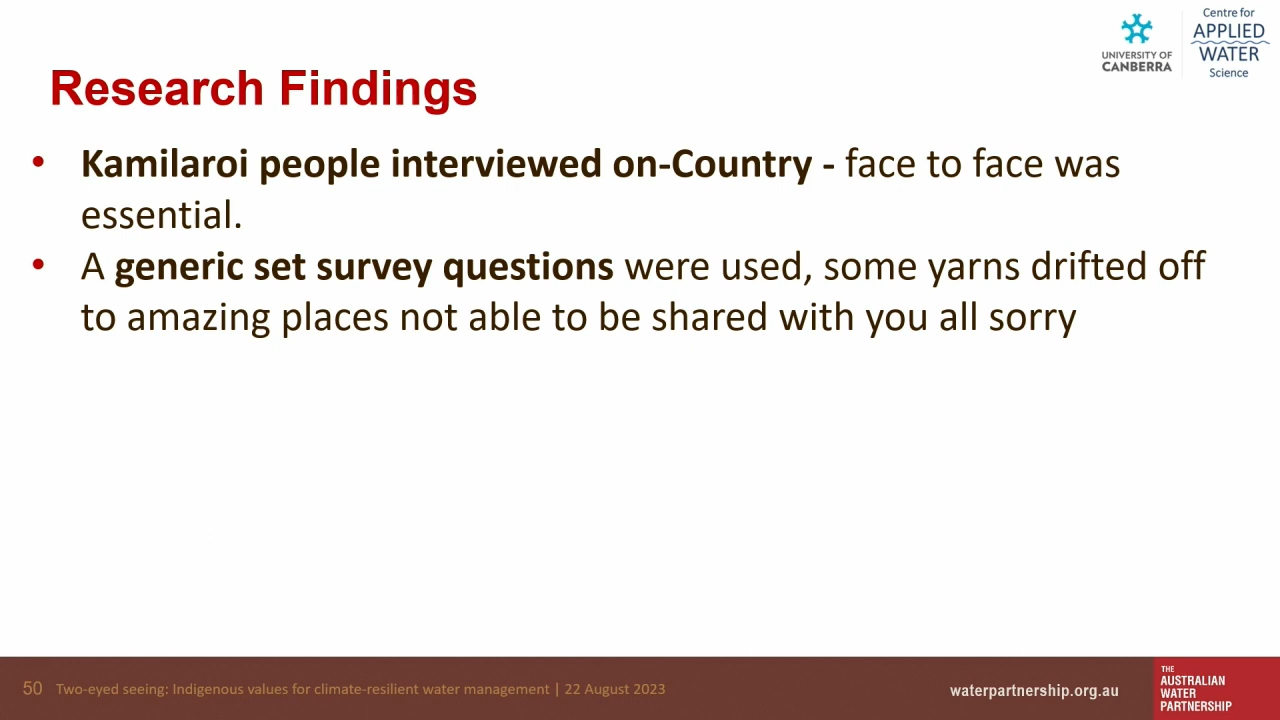 Centre for
APPLIED
WATER
Science
UNIVERSITY OF
CANBERRA
Research Findings
• Kamilaroi people interviewed on-Country - face to face was
essential.
• A generic set survey questions were used, some yarns drifted off
to amazing places not able to be shared with you all sorry
50 Two-eyed seeing: Indigenous values for climate-resilient water management | 22 August 2023
waterpartnership.org.au
THE
AUSTRALIAN
WATER
PARTNERSHIP